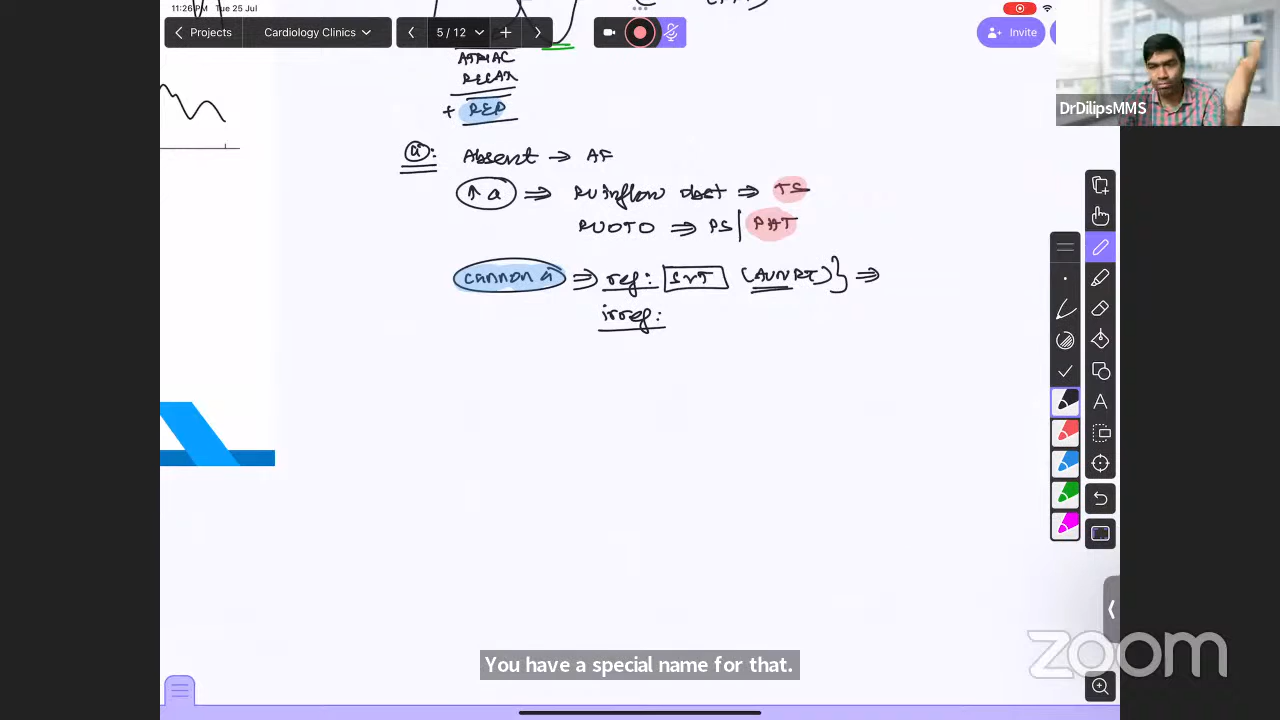 11:26 PM Tue 25 Jul
Projects
Cardiology Clinics
5 / 12
Invite
DrDilipsMMS
RELAX
+ REP
a : Absent → AF
↑ a ⇒ RV inflow obst ⇒ TS
RVOTO ⇒ PS | PHT
cannon a ⇒ reg: SVT (AVNRT) } ⇒
irreg:
A
zoom
You have a special name for that.